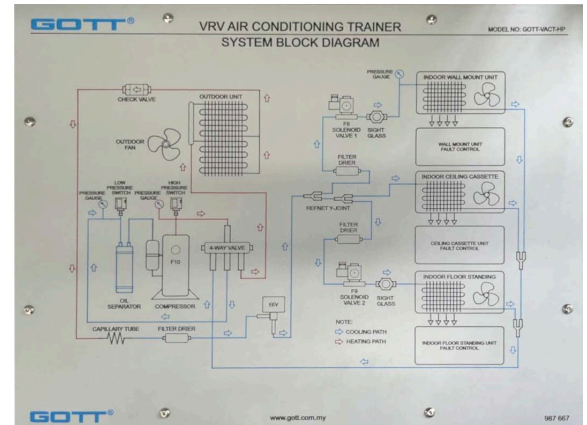 GOTT®
VRV AIR CONDITIONING TRAINER
SYSTEM BLOCK DIAGRAM
MODEL NO: GOTT-VACT-HP
CHECK VALVE
OUTDOOR UNIT
OUTDOOR
FAN
PRESSURE
GAUGE
LOW
PRESSURE
SWITCH
PRESSURE
GAUGE
HIGH
PRESSURE
SWITCH
4-WAY VALVE
F10
OIL
SEPARATOR
COMPRESSOR
CAPILLARY TUBE
FILTER DRIER
EEV
PRESSURE
GAUGE
SOLENOID
VALVE 1
SIGHT
GLASS
FILTER
DRIER
REFNET Y-JOINT
FILTER
DRIER
SOLENOID
VALVE 2
SIGHT
GLASS
NOTE:
COOLING PATH
HEATING PATH
INDOOR WALL MOUNT UNIT
WALL MOUNT UNIT
FAULT CONTROL
INDOOR CEILING CASSETTE
CEILING CASSETTE UNIT
FAULT CONTROL
INDOOR FLOOR STANDING
INDOOR FLOOR STANDING UNIT
FAULT CONTROL
GOTT®
www.gott.com.my
987 667